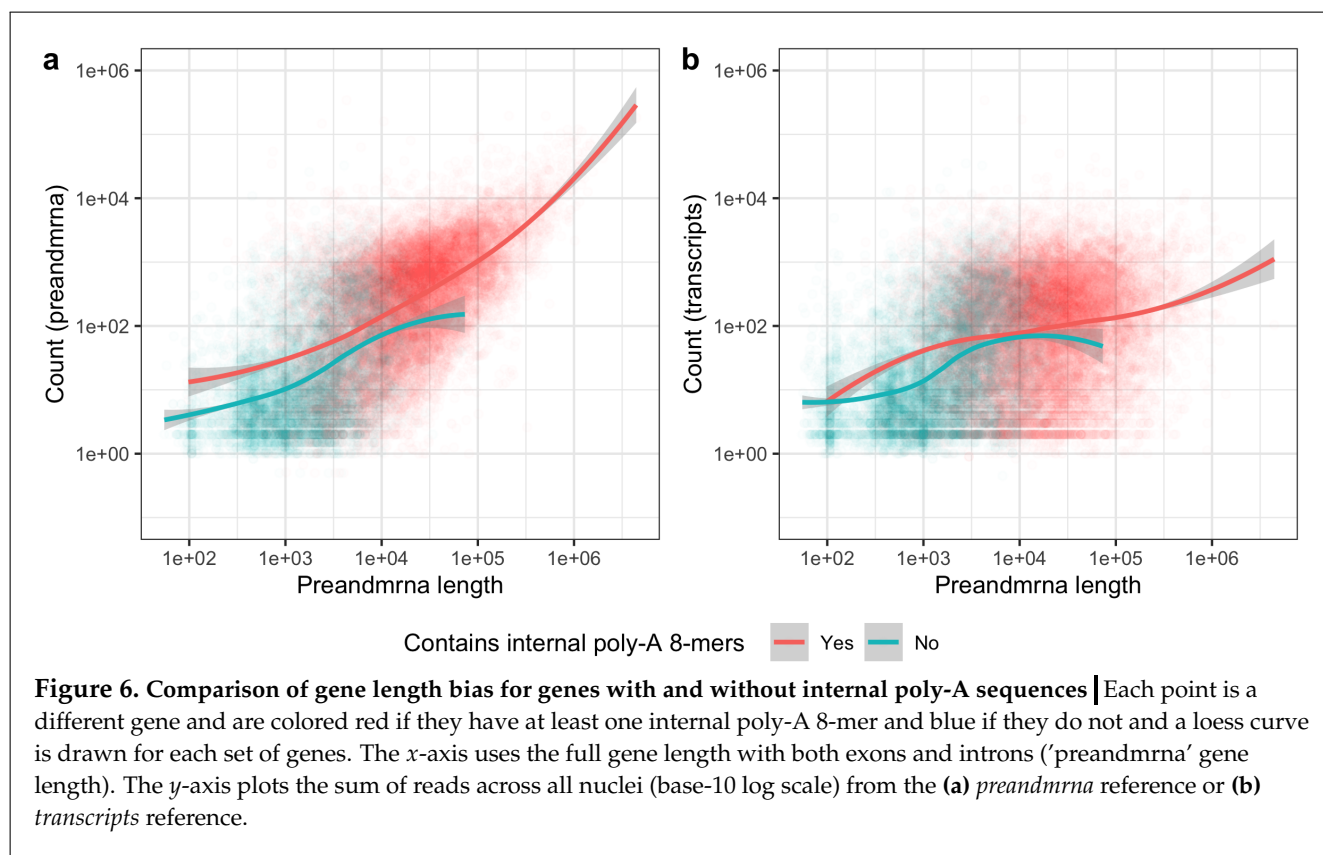 a
1e+06
1e+04
1e+02
1e+00
Count (preandmrna)
1e+02 1e+03 1e+04 1e+05 1e+06
Preandmrna length
b
1e+06
1e+04
1e+02
1e+00
Count (transcripts)
1e+02 1e+03 1e+04 1e+05 1e+06
Preandmrna length
Contains internal poly-A 8-mers Yes No
Figure 6. Comparison of gene length bias for genes with and without internal poly-A sequences | Each point is a
different gene and are colored red if they have at least one internal poly-A 8-mer and blue if they do not and a loess curve
is drawn for each set of genes. The x-axis uses the full gene length with both exons and introns ('preandmrna' gene
length). The y-axis plots the sum of reads across all nuclei (base-10 log scale) from the (a) preandmrna reference or (b)
transcripts reference.